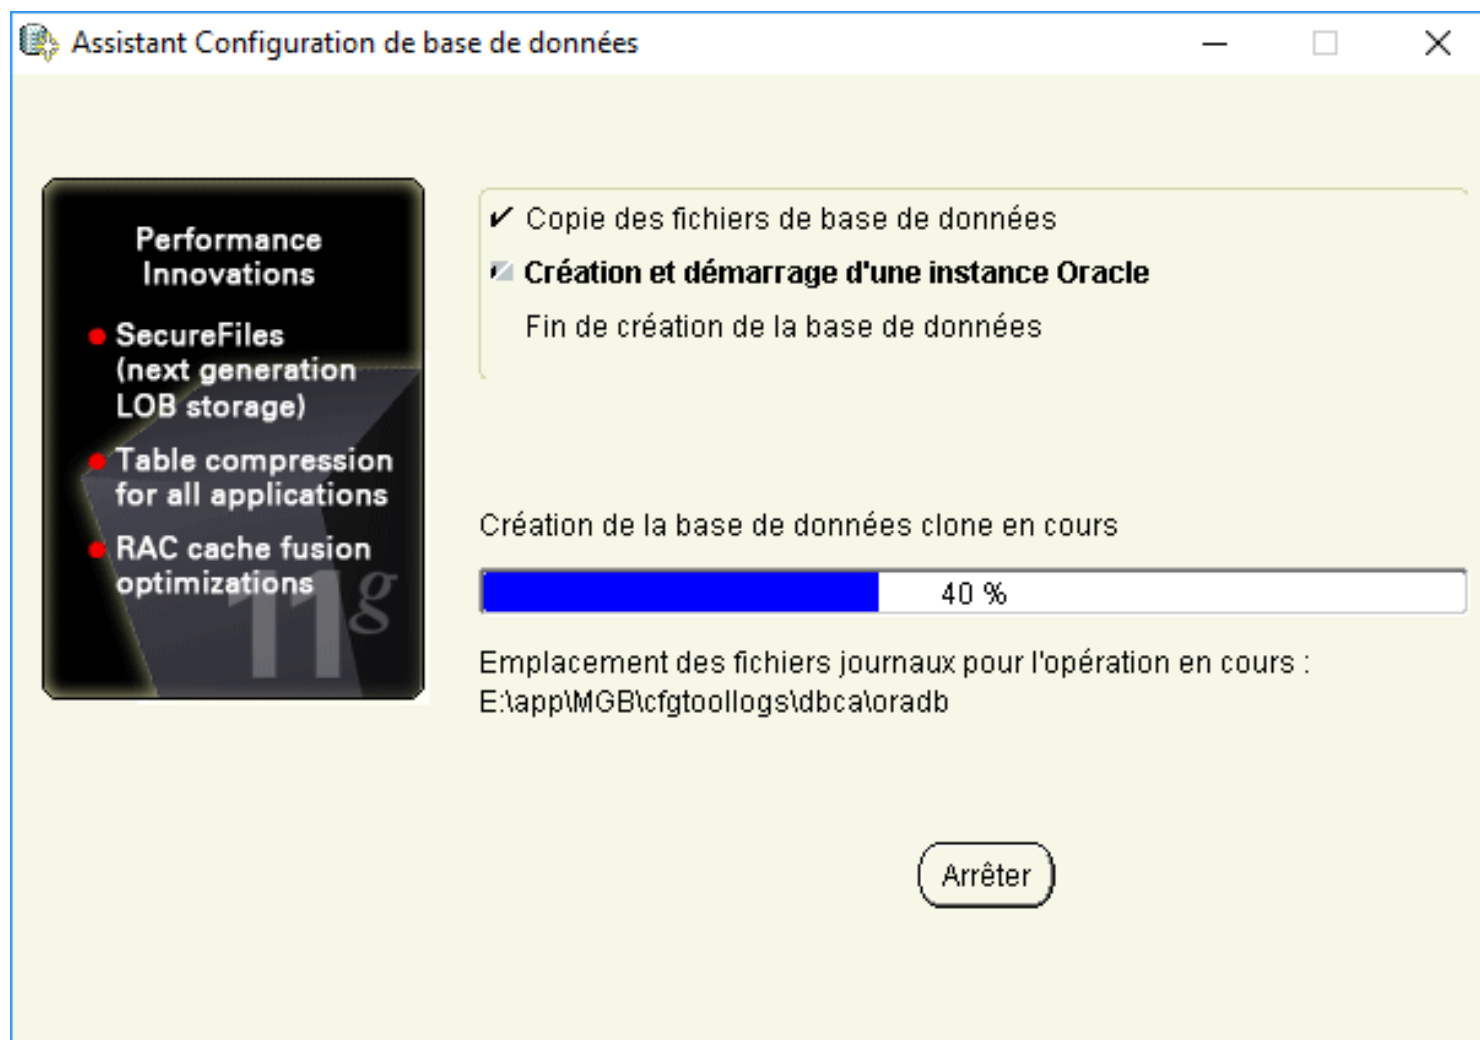 Assistant Configuration de base de données
Performance
Innovations
SecureFiles
(next generation
LOB storage)
Table compression
for all applications
RAC cache fusion
optimizations
11g
✔ Copie des fichiers de base de données
Création et démarrage d'une instance Oracle
Fin de création de la base de données
Création de la base de données clone en cours
40 %
Emplacement des fichiers journaux pour l'opération en cours :
E:\app\MGB\cfgtoollogs\dbca\oradb
Arrêter